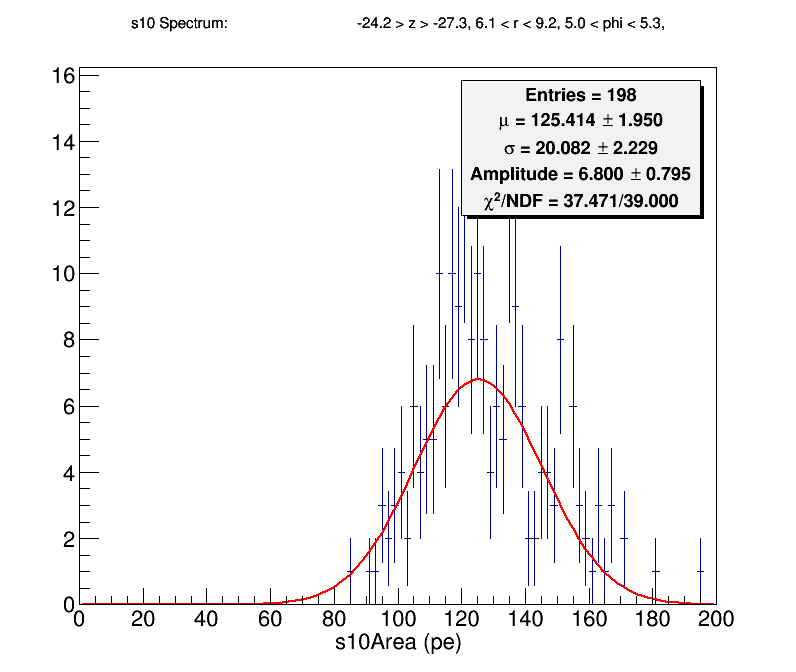 s10 Spectrum: -24.2 > z > -27.3, 6.1 < r < 9.2, 5.0 < phi < 5.3,
Entries = 198
μ = 125.414 ± 1.950
σ = 20.082 ± 2.229
Amplitude = 6.800 ± 0.795
χ²/NDF = 37.471/39.000
16
14
12
10
8
6
4
2
0
0 20 40 60 80 100 120 140 160 180 200
s10Area (pe)